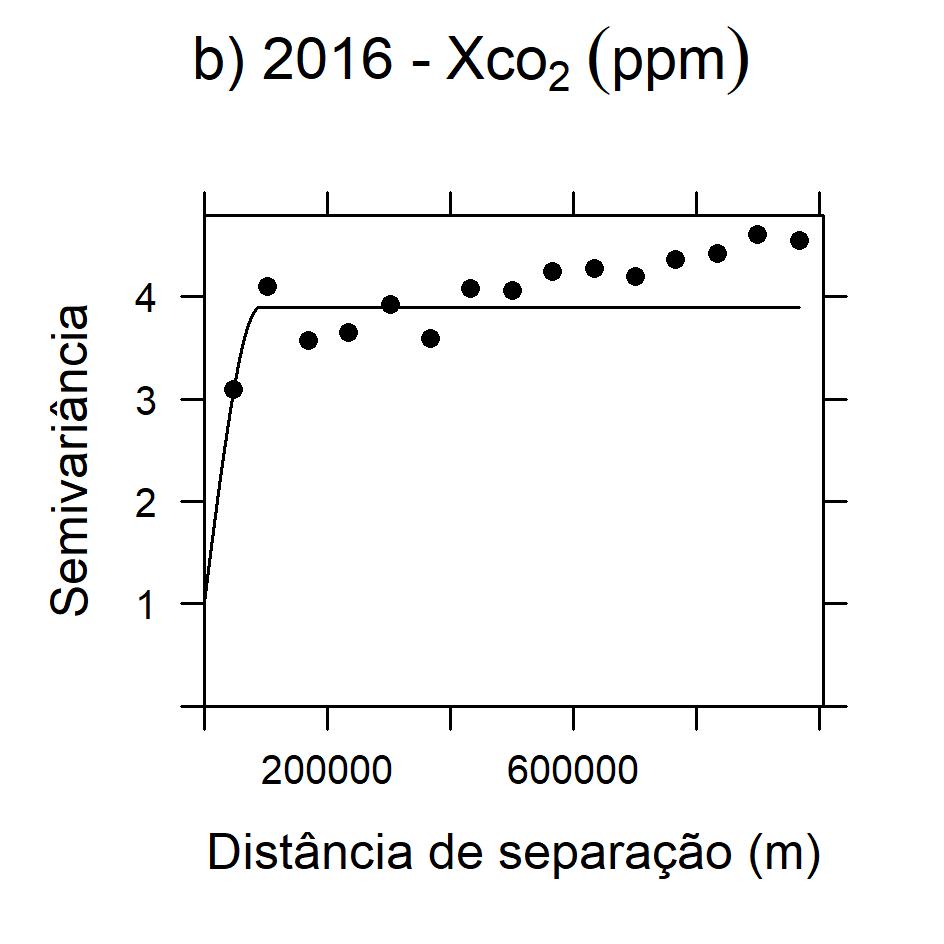 b) 2016 - Xco₂ (ppm)
4
3
2
1
Semivariância
200000 600000
Distância de separação (m)